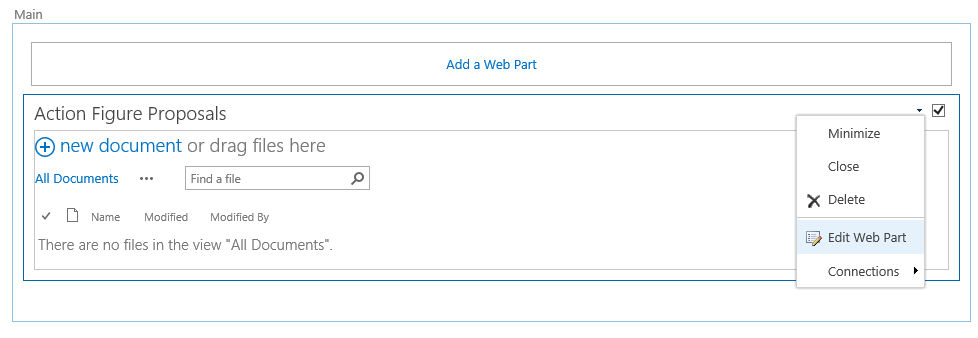 Main
Add a Web Part
Action Figure Proposals
new document or drag files here
All Documents ••• Find a file
Name Modified Modified By
There are no files in the view "All Documents".
Minimize
Close
Delete
Edit Web Part
Connections